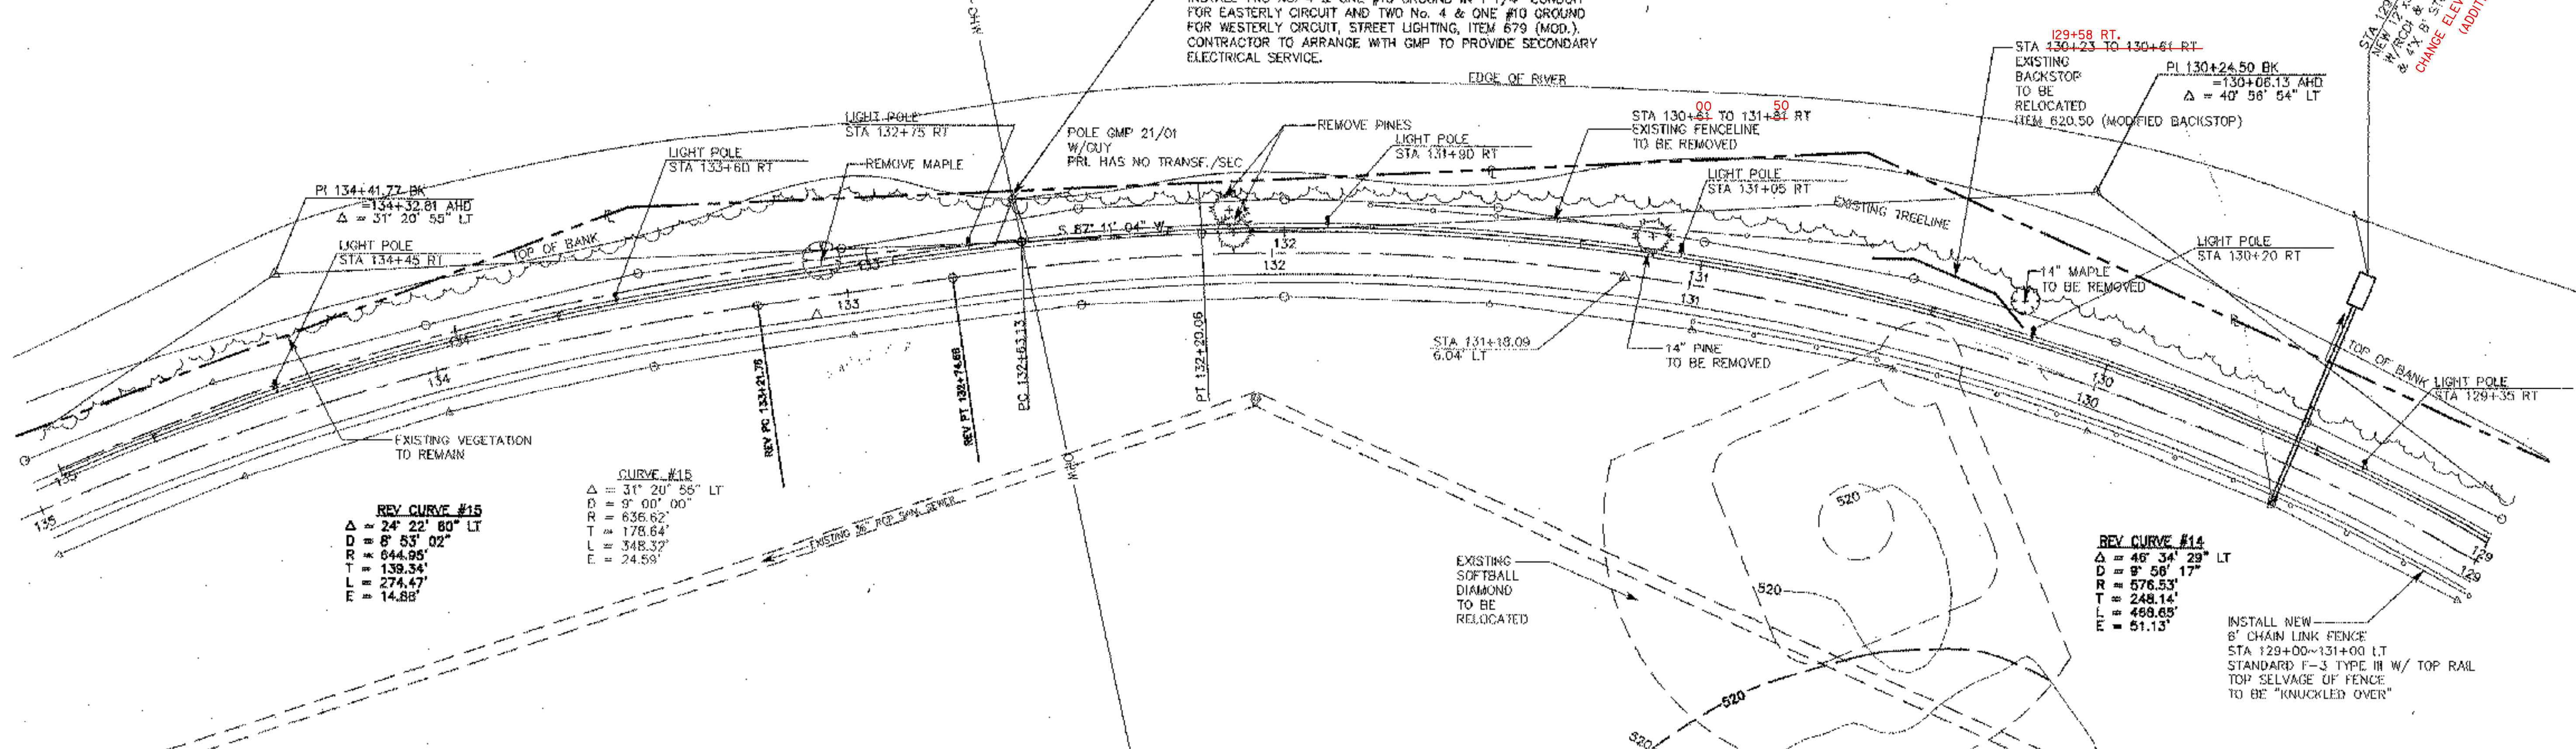 FOR EASTERLY CIRCUIT AND TWO No. 4 & ONE #10 GROUND
FOR WESTERLY CIRCUIT, STREET LIGHTING, ITEM 679 (MOD.).
CONTRACTOR TO ARRANGE WITH GMP TO PROVIDE SECONDARY
ELECTRICAL SERVICE.
OHW
EDGE OF RIVER
129+58 RT.
STA 130+23 TO 130+61 RT
EXISTING
BACKSTOP
TO BE
RELOCATED
ITEM 620.50 (MODIFIED BACKSTOP)
PI 130+24.50 BK
=130+06.13 AHD
Δ = 40° 56' 54" LT
STA 129
NEW 12
W/RCDI &
& 4'X 8' ST
CHANGE ELEV
(ADDIT
LIGHT POLE
STA 132+75 RT
POLE GMP 21/01
W/GUY
PRI. HAS NO TRANSF./SEC
REMOVE PINES
LIGHT POLE
STA 131+90 RT
00 50
STA 130+61 TO 131+81 RT
EXISTING FENCELINE
TO BE REMOVED
LIGHT POLE
STA 133+60 RT
REMOVE MAPLE
LIGHT POLE
STA 131+05 RT
EXISTING TREELINE
PI 134+41.77 BK
=134+32.81 AHD
Δ = 31° 20' 55" LT
LIGHT POLE
STA 134+45 RT
TOP OF BANK
S 87° 11' 04" W
LIGHT POLE
STA 130+20 RT
14" MAPLE
TO BE REMOVED
133
132
131
134
133
132
131
130
130
STA 131+18.09
6.04' LT
14" PINE
TO BE REMOVED
TOP OF BANK
LIGHT POLE
STA 129+35 RT
134
REV PC 133+21.76
REV PT 132+74.68
PC 132+63.13
PT 132+20.06
EXISTING VEGETATION
TO REMAIN
135
135
OHW
CURVE #15
Δ = 31° 20' 55" LT
D = 9° 00' 00"
R = 636.62'
T = 178.64'
L = 348.32'
E = 24.59'
REV CURVE #15
Δ = 24° 22' 60" LT
D = 8° 53' 02"
R = 644.95'
T = 139.34'
L = 274.47'
E = 14.88'
EXISTING 36" RCP SAN. SEWER
EXISTING
SOFTBALL
DIAMOND
TO BE
RELOCATED
520
520
520
520
520
129
129
REV CURVE #14
Δ = 46° 34' 29" LT
D = 9° 56' 17"
R = 576.53'
T = 248.14'
L = 468.65'
E = 51.13'
INSTALL NEW
6' CHAIN LINK FENCE
STA 129+00~131+00 LT
STANDARD F-3 TYPE III W/ TOP RAIL
TOP SELVAGE OF FENCE
TO BE "KNUCKLED OVER"